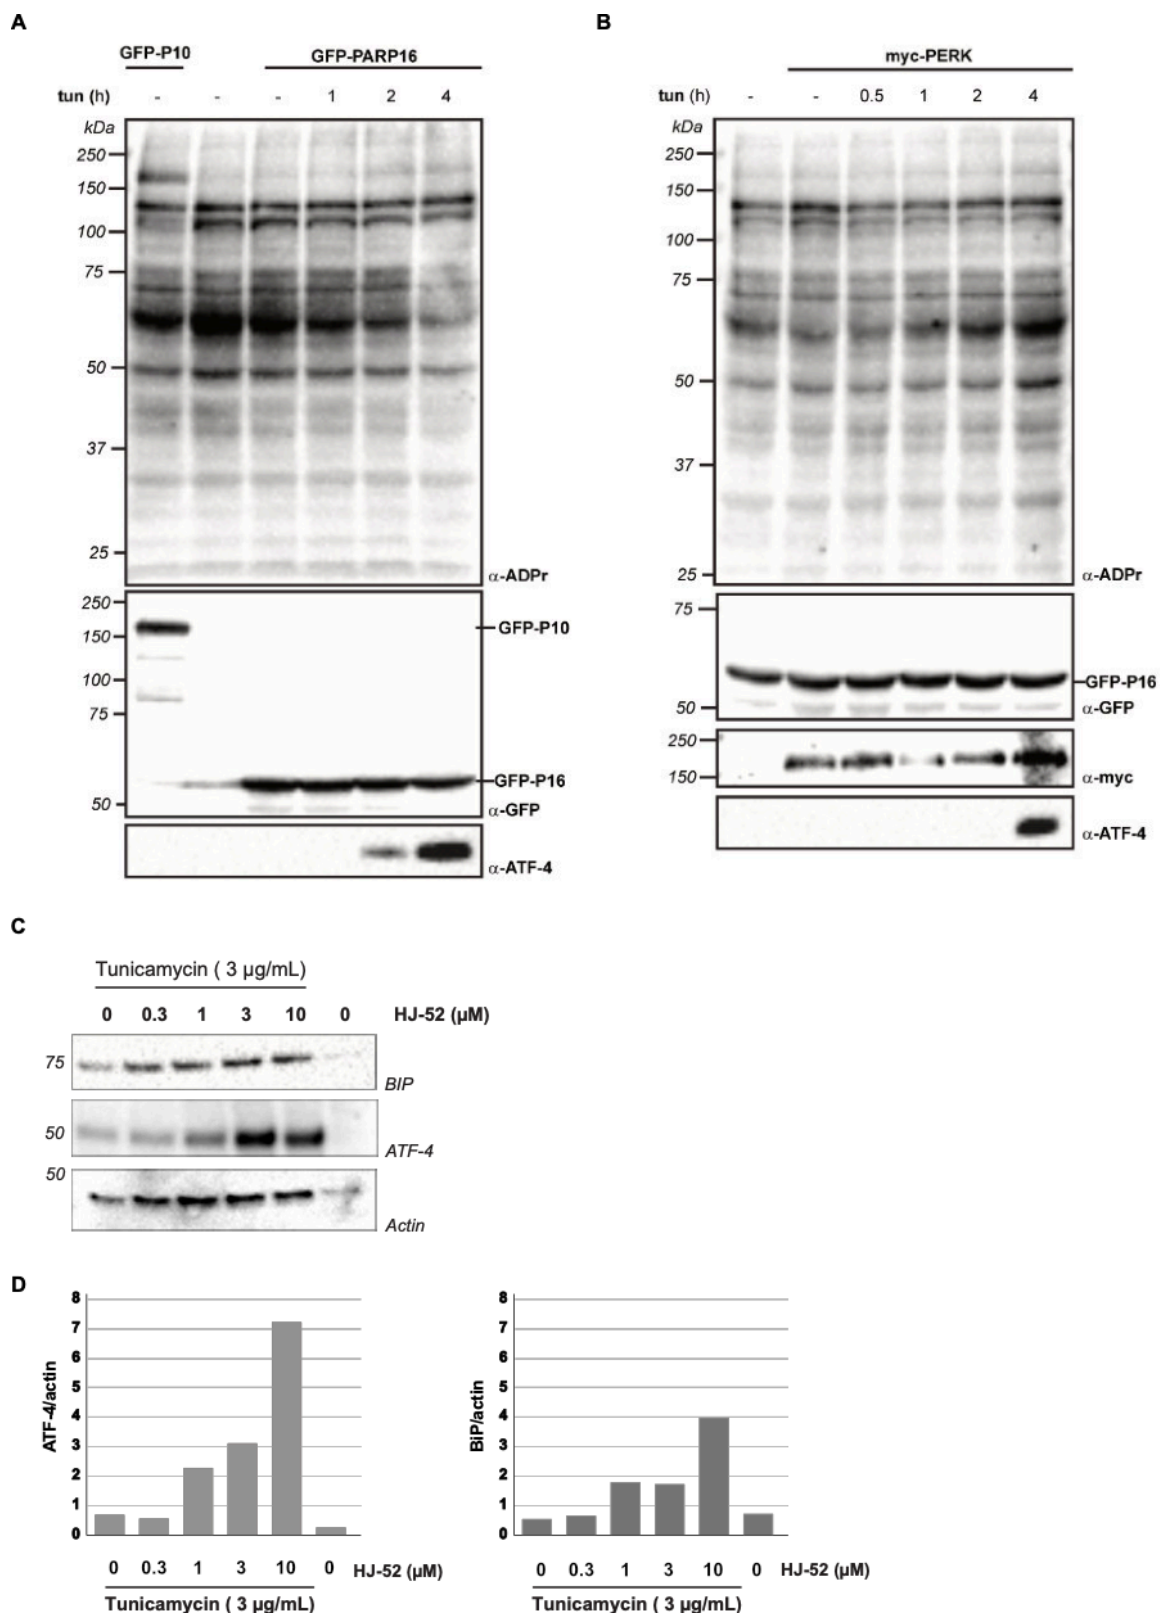 A
GFP-P10 GFP-PARP16
tun (h) - - - 1 2 4
kDa
250
150
100
75
50
37
25
α-ADPr
250
150
100
75
50
GFP-P10
GFP-P16
α-GFP
α-ATF-4
B
myc-PERK
tun (h) - - 0.5 1 2 4
kDa
250
150
100
75
50
37
25
α-ADPr
75
50
GFP-P16
α-GFP
250
150
α-myc
α-ATF-4
C
Tunicamycin ( 3 µg/mL)
0 0.3 1 3 10 0 HJ-52 (µM)
75
BIP
50
ATF-4
50
Actin
D
ATF-4/actin
8
7
6
5
4
3
2
1
0
0 0.3 1 3 10 0 HJ-52 (µM)
Tunicamycin ( 3 µg/mL)
BiP/actin
8
7
6
5
4
3
2
1
0
0 0.3 1 3 10 0 HJ-52 (µM)
Tunicamycin ( 3 µg/mL)